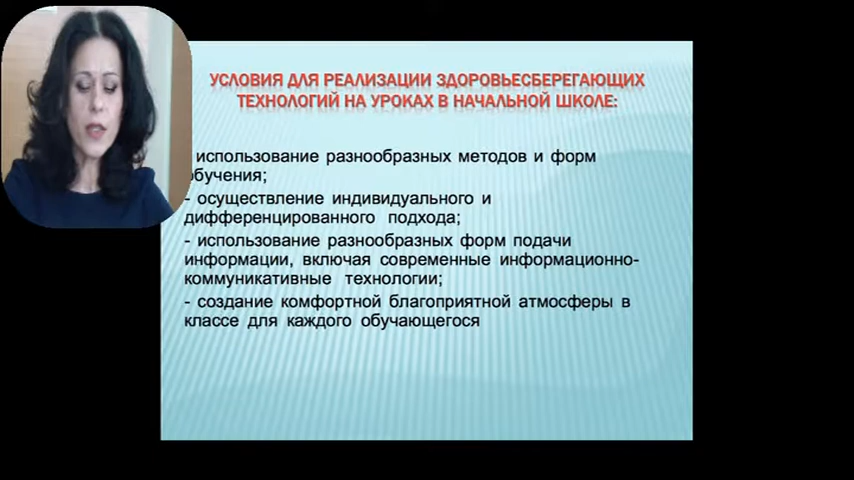 УСЛОВИЯ ДЛЯ РЕАЛИЗАЦИИ ЗДОРОВЬЕСБЕРЕГАЮЩИХ
ТЕХНОЛОГИЙ НА УРОКАХ В НАЧАЛЬНОЙ ШКОЛЕ:
использование разнообразных методов и форм
обучения;
- осуществление индивидуального и
дифференцированного подхода;
- использование разнообразных форм подачи
информации, включая современные информационно-
коммуникативные технологии;
- создание комфортной благоприятной атмосферы в
классе для каждого обучающегося